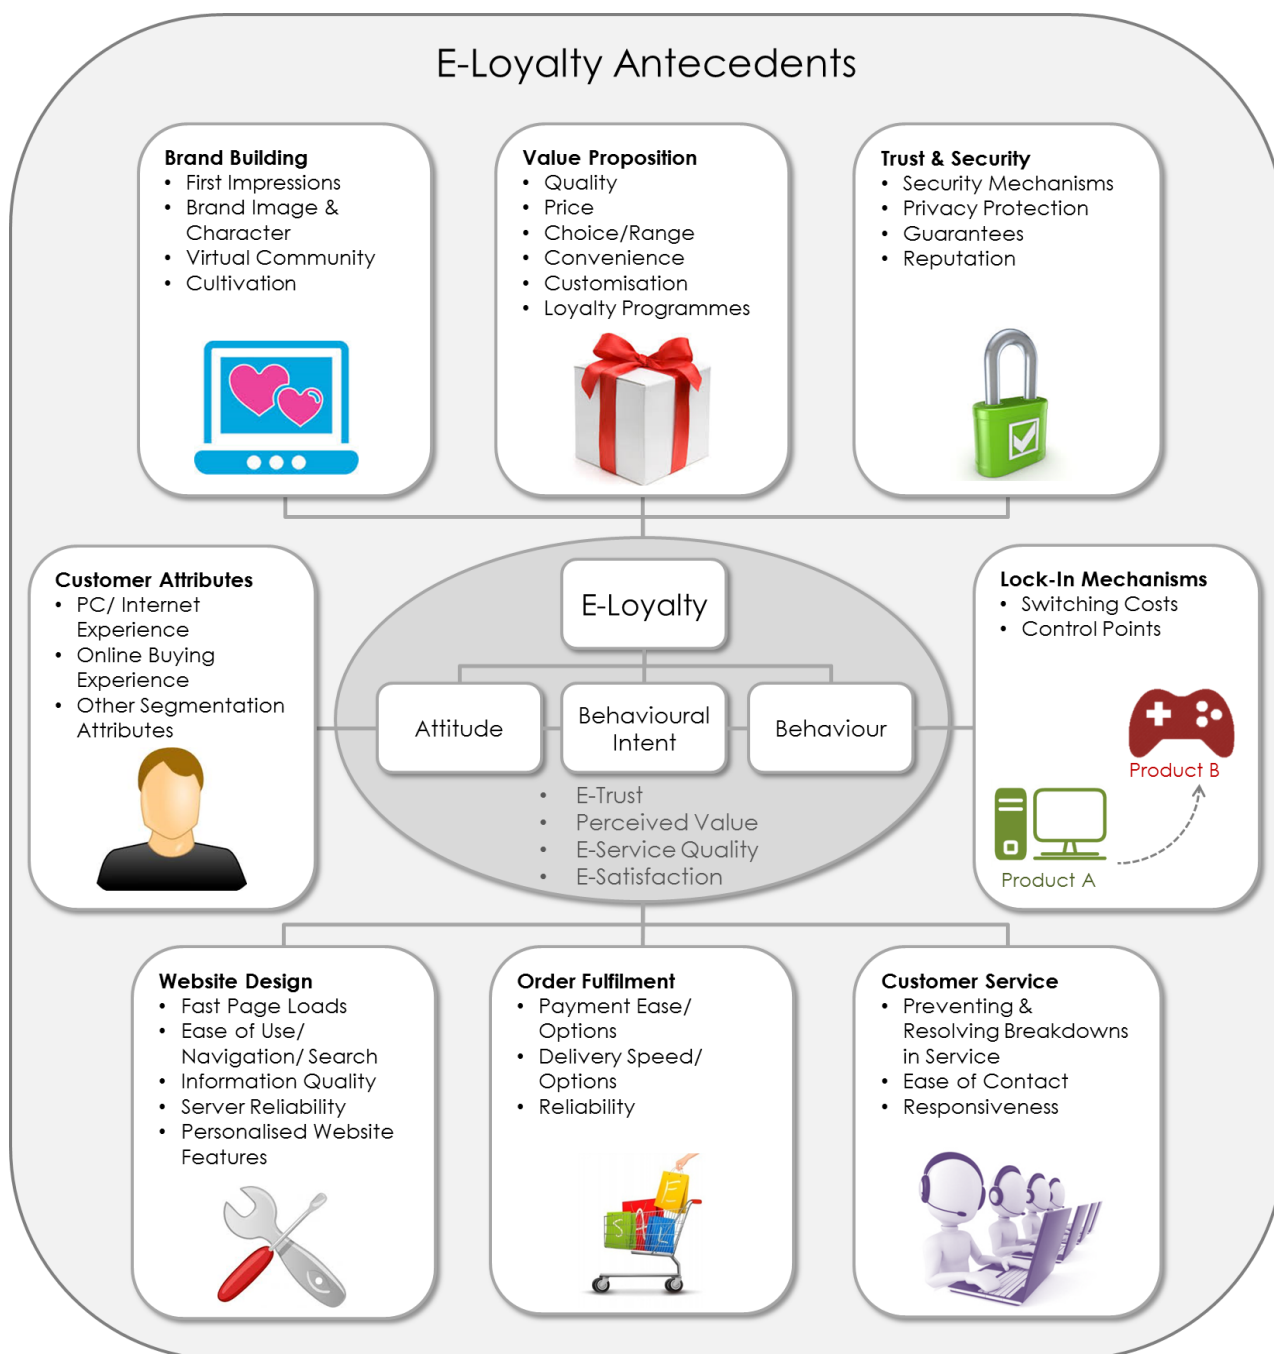 E-Loyalty Antecedents
Brand Building
• First Impressions
• Brand Image &
Character
• Virtual Community
• Cultivation
Value Proposition
• Quality
• Price
• Choice/Range
• Convenience
• Customisation
• Loyalty Programmes
Trust & Security
• Security Mechanisms
• Privacy Protection
• Guarantees
• Reputation
Customer Attributes
• PC/ Internet
Experience
• Online Buying
Experience
• Other Segmentation
Attributes
E-Loyalty
Attitude
Behavioural
Intent
Behaviour
• E-Trust
• Perceived Value
• E-Service Quality
• E-Satisfaction
Lock-In Mechanisms
• Switching Costs
• Control Points
Product B
Product A
Website Design
• Fast Page Loads
• Ease of Use/
Navigation/ Search
• Information Quality
• Server Reliability
• Personalised Website
Features
Order Fulfilment
• Payment Ease/
Options
• Delivery Speed/
Options
• Reliability
E
S A L
Customer Service
• Preventing &
Resolving Breakdowns
in Service
• Ease of Contact
• Responsiveness